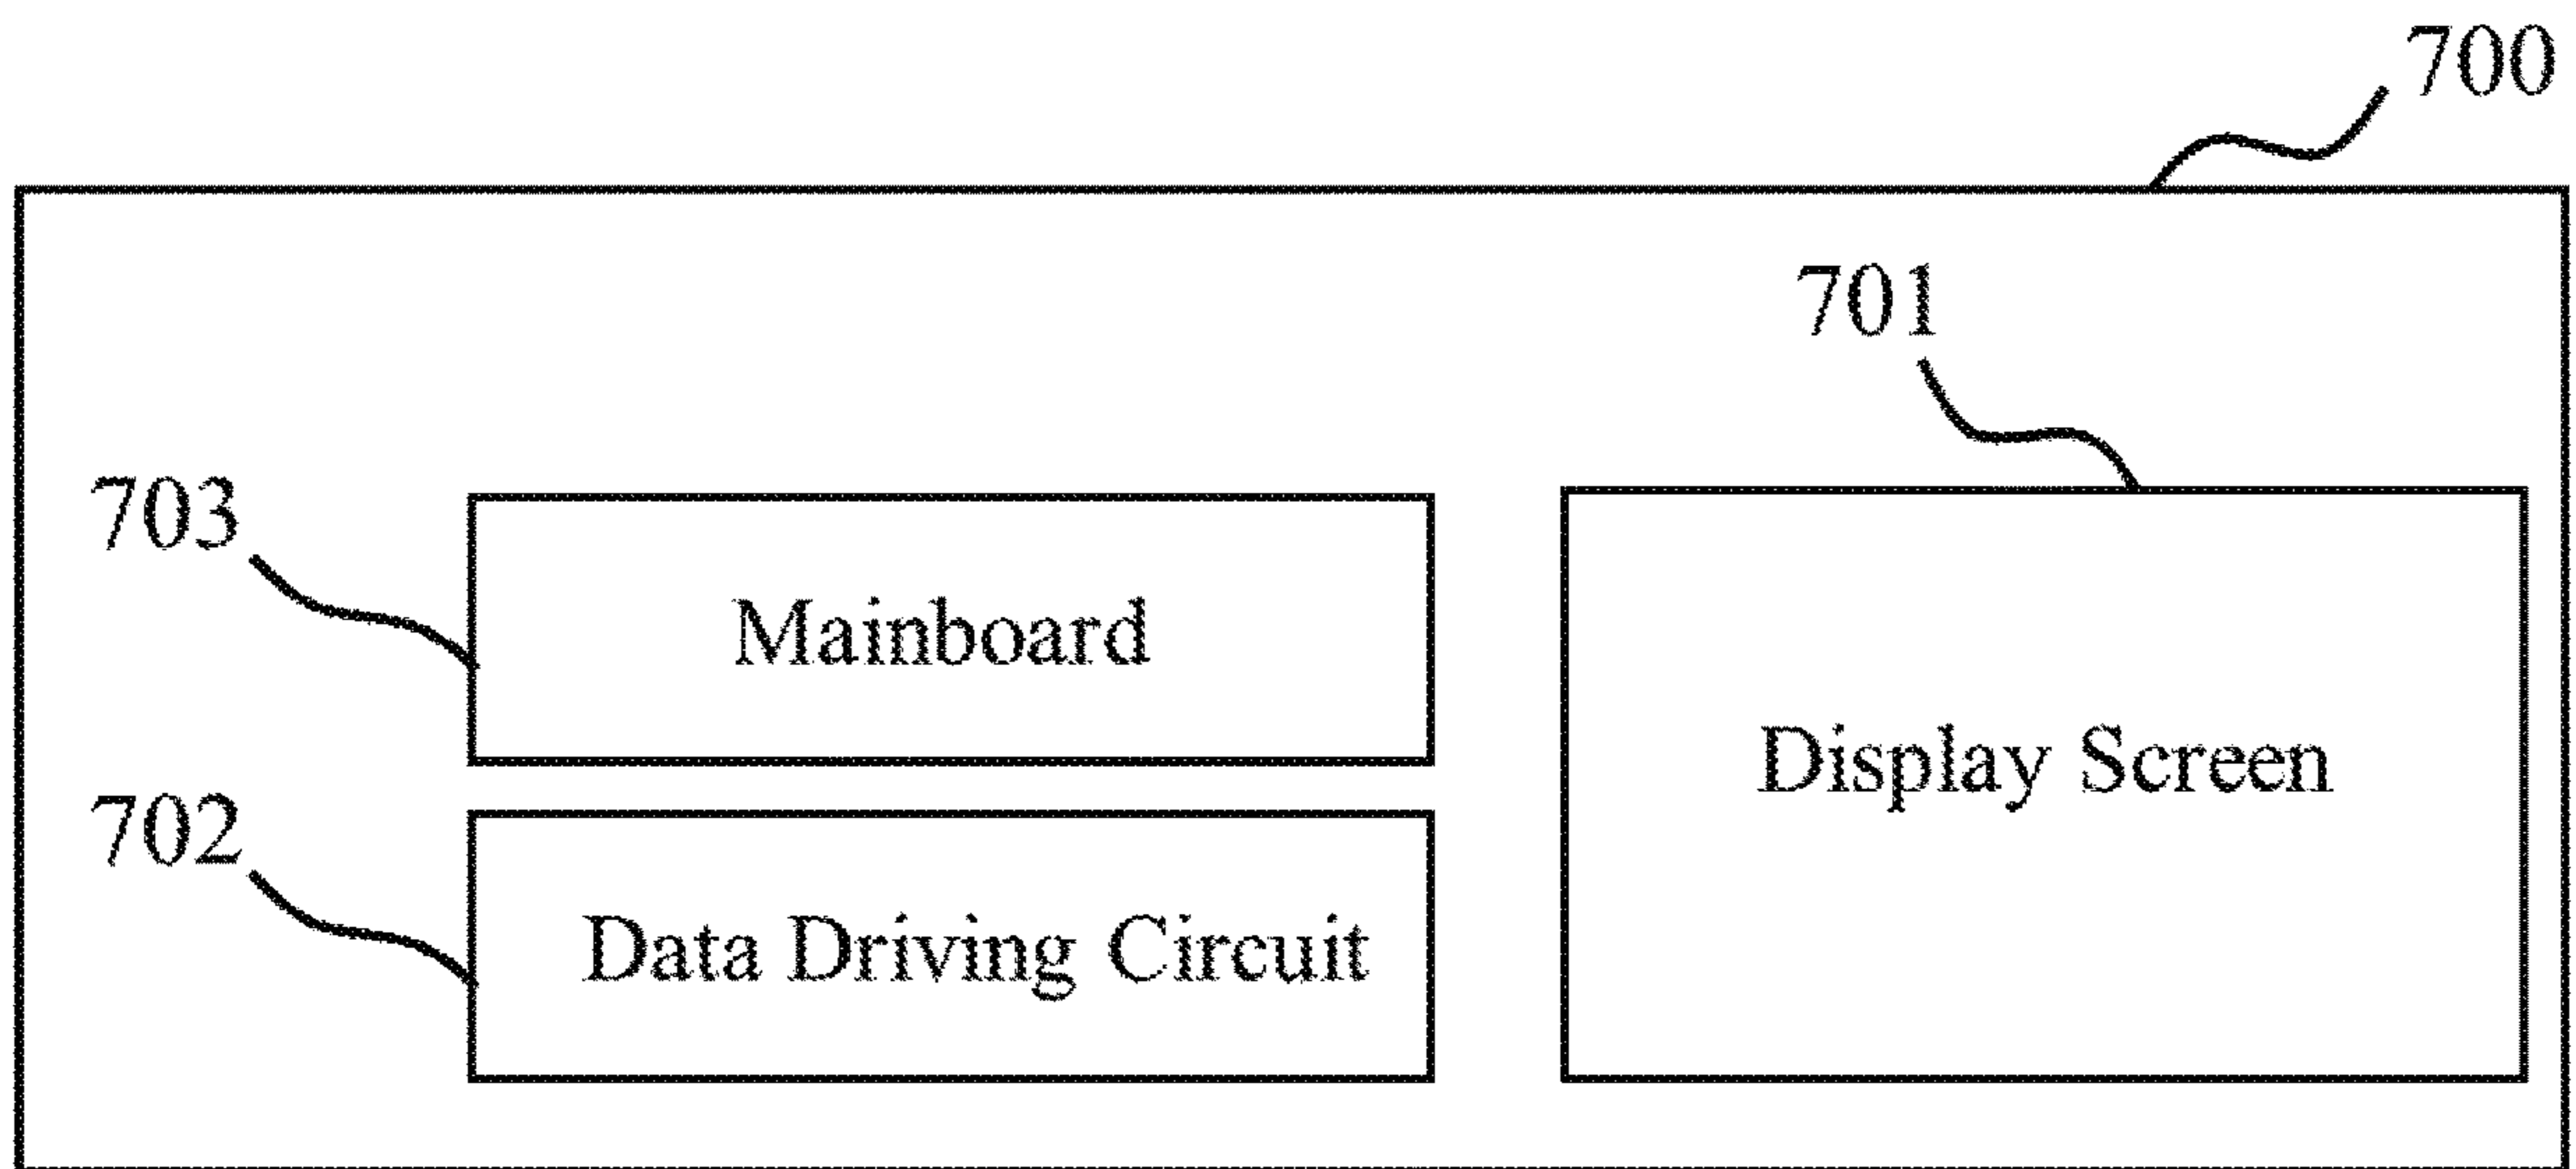 700
701
703
Mainboard
Display Screen
702
Data Driving Circuit